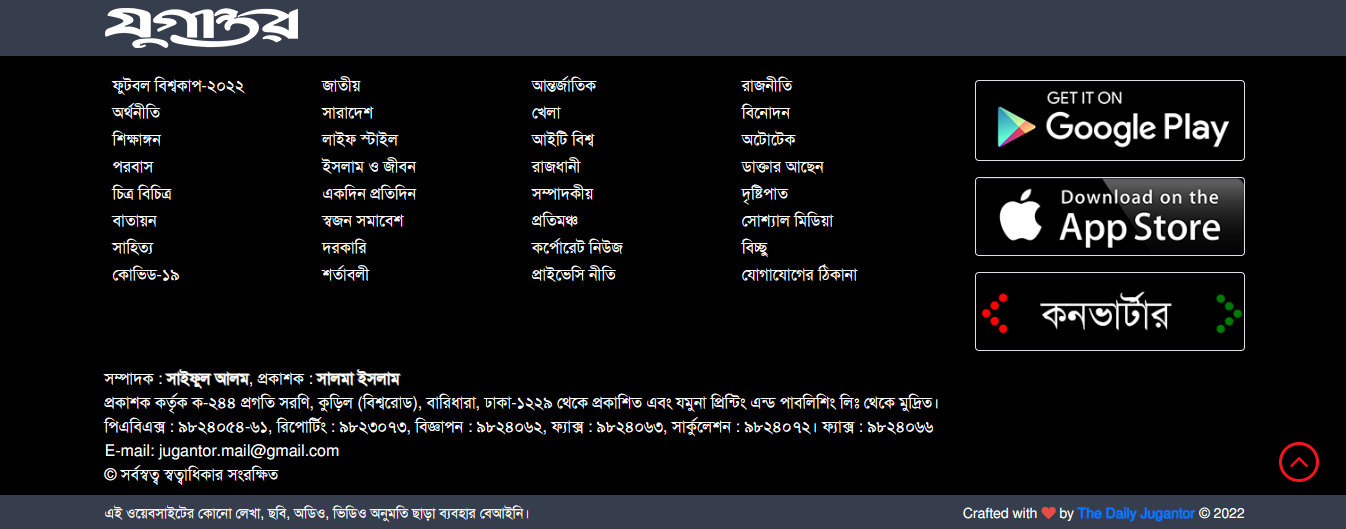 যুগান্তর
ফুটবল বিশ্বকাপ-২০২২ জাতীয় আন্তর্জাতিক রাজনীতি
অর্থনীতি সারাদেশ খেলা বিনোদন
শিক্ষাঙ্গন লাইফ স্টাইল আইটি বিশ্ব অটোটেক
পরবাস ইসলাম ও জীবন রাজধানী ডাক্তার আছেন
চিত্র বিচিত্র একদিন প্রতিদিন সম্পাদকীয় দৃষ্টিপাত
বাতায়ন স্বজন সমাবেশ প্রতিমঞ্চ সোশ্যাল মিডিয়া
সাহিত্য দরকারি কর্পোরেট নিউজ বিচ্ছু
কোভিড-১৯ শর্তাবলী প্রাইভেসি নীতি যোগাযোগের ঠিকানা
GET IT ON
Google Play
Download on the
App Store
কনভার্টার
সম্পাদক : সাইফুল আলম, প্রকাশক : সালমা ইসলাম
প্রকাশক কর্তৃক ক-২৪৪ প্রগতি সরণি, কুড়িল (বিশ্বরোড), বারিধারা, ঢাকা-১২২৯ থেকে প্রকাশিত এবং যমুনা প্রিন্টিং এন্ড পাবলিশিং লিঃ থেকে মুদ্রিত।
পিএবিএক্স : ৯৮২৪০৫৪-৬১, রিপোর্টিং : ৯৮২৩০৭৩, বিজ্ঞাপন : ৯৮২৪০৬২, ফ্যাক্স : ৯৮২৪০৬৩, সার্কুলেশন : ৯৮২৪০৭২। ফ্যাক্স : ৯৮২৪০৬৬
E-mail: jugantor.mail@gmail.com
© সর্বস্বত্ব স্বত্বাধিকার সংরক্ষিত
এই ওয়েবসাইটের কোনো লেখা, ছবি, অডিও, ভিডিও অনুমতি ছাড়া ব্যবহার বেআইনি। Crafted with ❤ by The Daily Jugantor © 2022